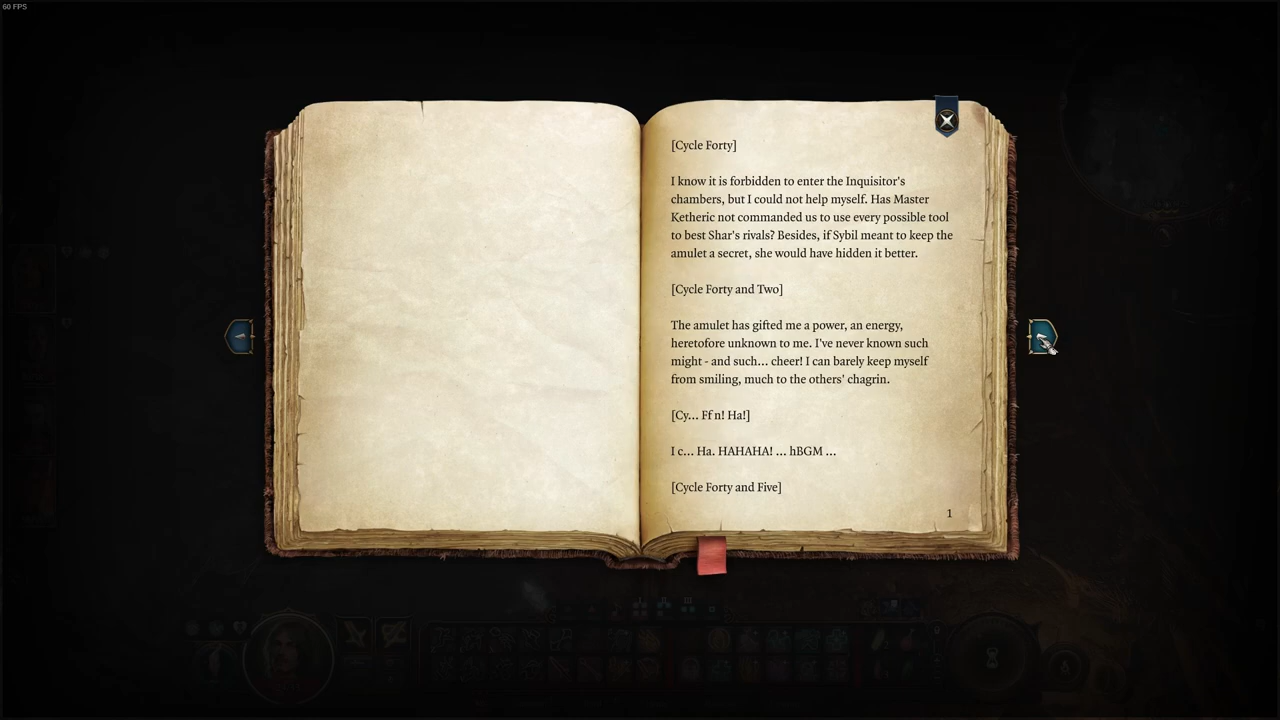 60 FPS
[Cycle Forty]
I know it is forbidden to enter the Inquisitor's
chambers, but I could not help myself. Has Master
Ketheric not commanded us to use every possible tool
to best Shar's rivals? Besides, if Sybil meant to keep the
amulet a secret, she would have hidden it better.
[Cycle Forty and Two]
The amulet has gifted me a power, an energy,
heretofore unknown to me. I've never known such
might - and such... cheer! I can barely keep myself
from smiling, much to the others' chagrin.
[Cy... Ff n! Ha!]
I c... Ha. HAHAHA! ... hBGM ...
[Cycle Forty and Five]
1